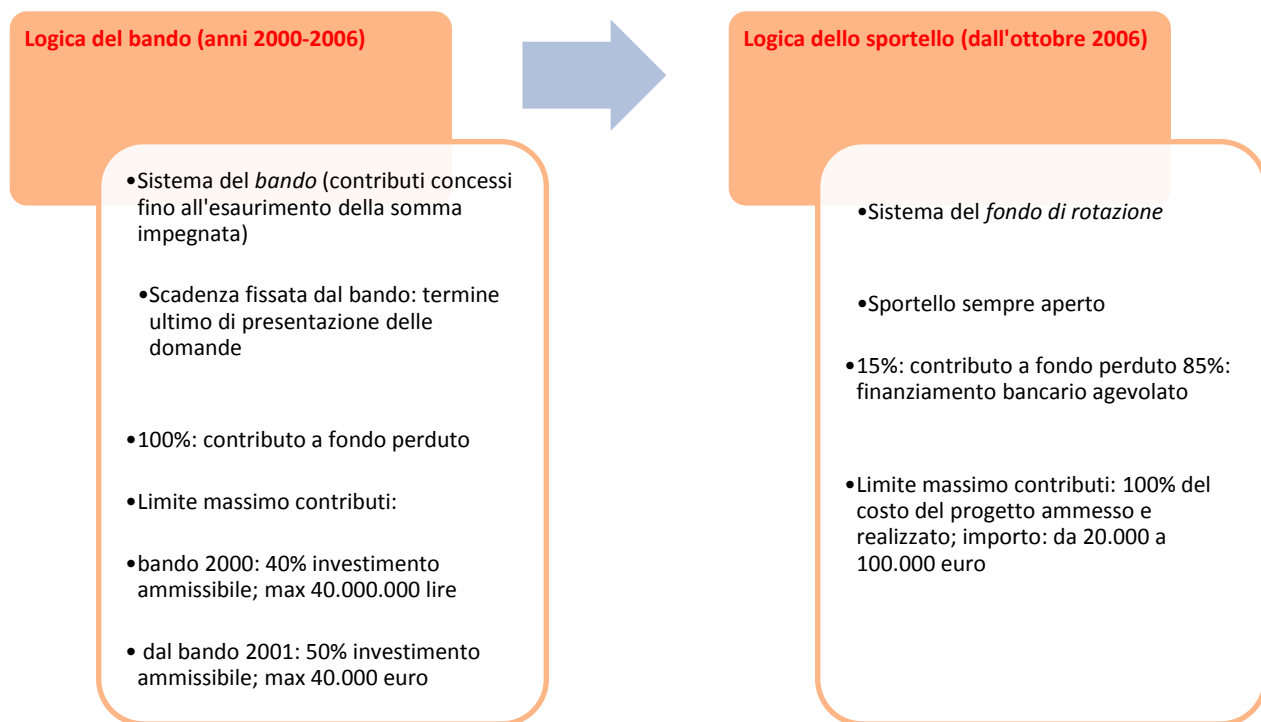 Logica del bando (anni 2000-2006)
•Sistema del bando (contributi concessi
fino all'esaurimento della somma
impegnata)
•Scadenza fissata dal bando: termine
ultimo di presentazione delle
domande
•100%: contributo a fondo perduto
•Limite massimo contributi:
•bando 2000: 40% investimento
ammissibile; max 40.000.000 lire
• dal bando 2001: 50% investimento
ammissibile; max 40.000 euro
Logica dello sportello (dall'ottobre 2006)
•Sistema del fondo di rotazione
•Sportello sempre aperto
•15%: contributo a fondo perduto 85%:
finanziamento bancario agevolato
•Limite massimo contributi: 100% del
costo del progetto ammesso e
realizzato; importo: da 20.000 a
100.000 euro